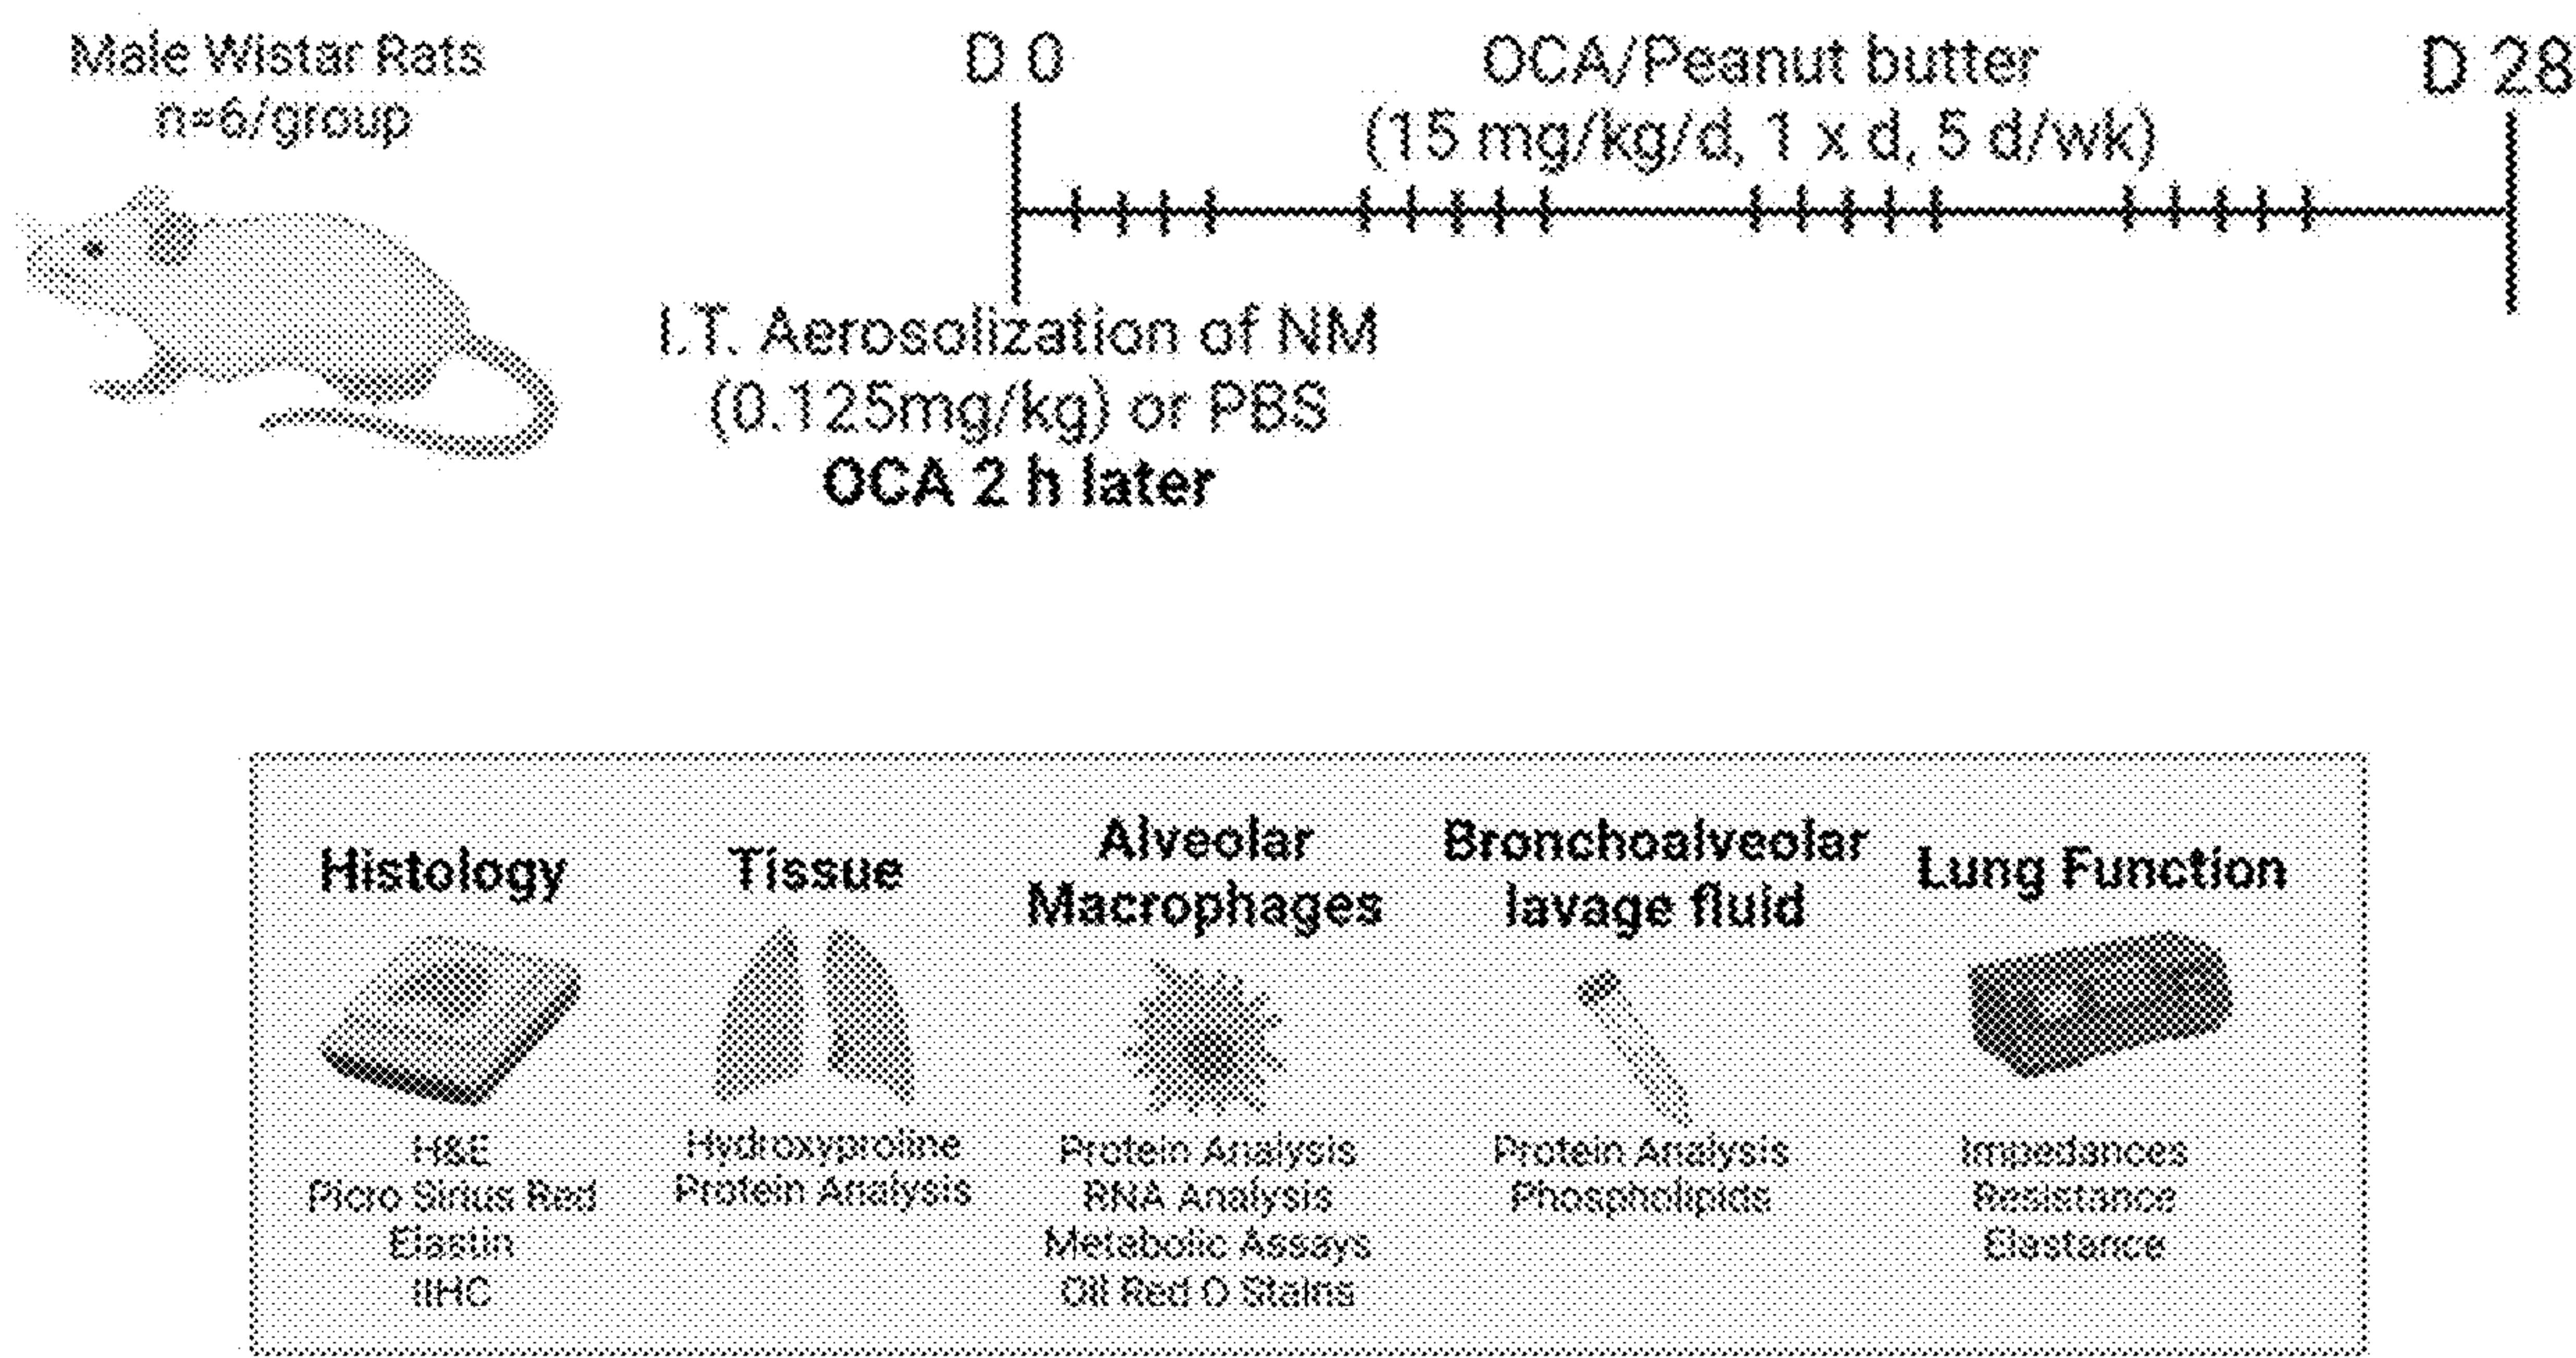 Male Wistar Rats
n=6/group
D 0
OCA/Peanut butter
(15 mg/kg/d, 1 x d, 5 d/wk)
D 28
I.T. Aerosolization of NM
(0.125mg/kg) or PBS
OCA 2 h later
Histology
H&E
Picro Sirius Red
Elastin
IIHC
Tissue
Hydroxyproline
Protein Analysis
Alveolar
Macrophages
Protein Analysis
RNA Analysis
Metabolic Assays
Oil Red O Stains
Bronchoalveolar
lavage fluid
Protein Analysis
Phospholipids
Lung Function
Impedances
Resistance
Elastance